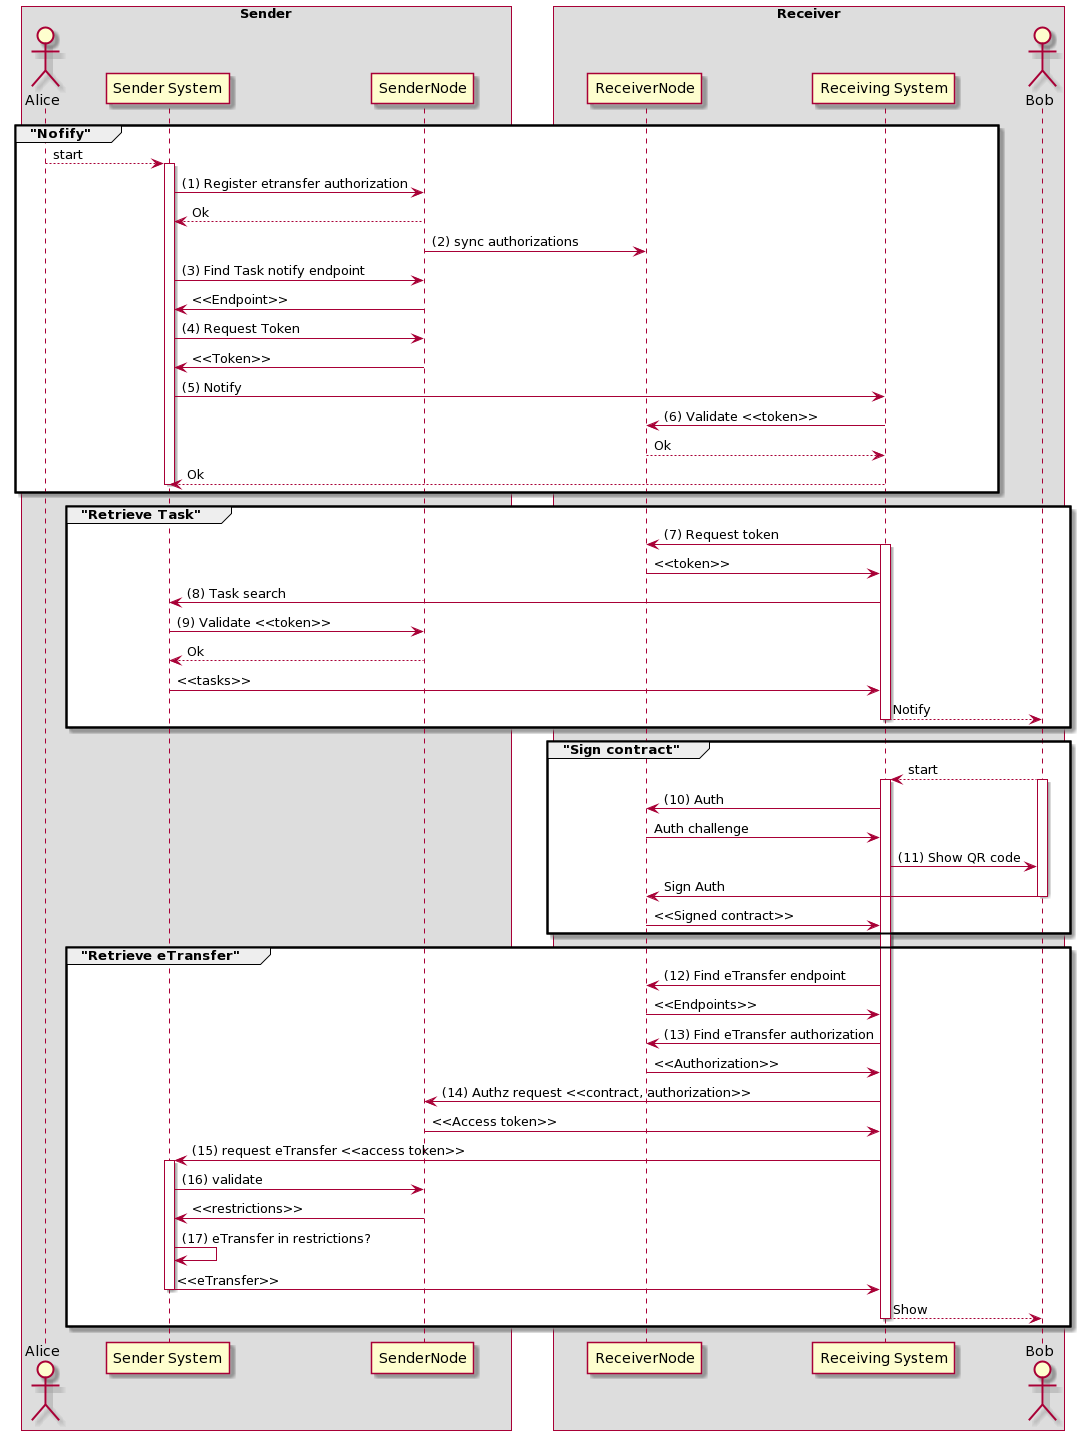 Sender
Receiver
Alice
Sender System
SenderNode
ReceiverNode
Receiving System
Bob
"Nofify"
start
(1) Register etransfer authorization
Ok
(2) sync authorizations
(3) Find Task notify endpoint
<<Endpoint>>
(4) Request Token
<<Token>>
(5) Notify
(6) Validate <<token>>
Ok
Ok
"Retrieve Task"
(7) Request token
<<token>>
(8) Task search
(9) Validate <<token>>
Ok
<<tasks>>
Notify
"Sign contract"
start
(10) Auth
Auth challenge
(11) Show QR code
Sign Auth
<<Signed contract>>
"Retrieve eTransfer"
(12) Find eTransfer endpoint
<<Endpoints>>
(13) Find eTransfer authorization
<<Authorization>>
(14) Authz request <<contract, authorization>>
<<Access token>>
(15) request eTransfer <<access token>>
(16) validate
<<restrictions>>
(17) eTransfer in restrictions?
<<eTransfer>>
Show
Alice
Sender System
SenderNode
ReceiverNode
Receiving System
Bob